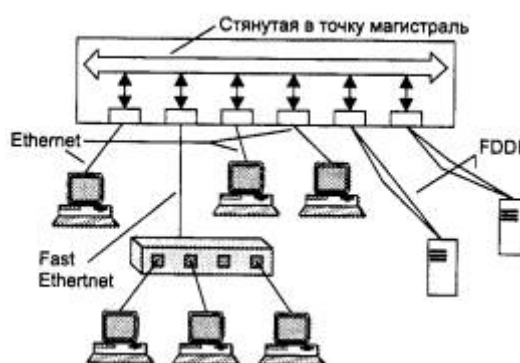 Стянутая в точку магистраль
Ethernet
FDDI
Fast
Ethertnet